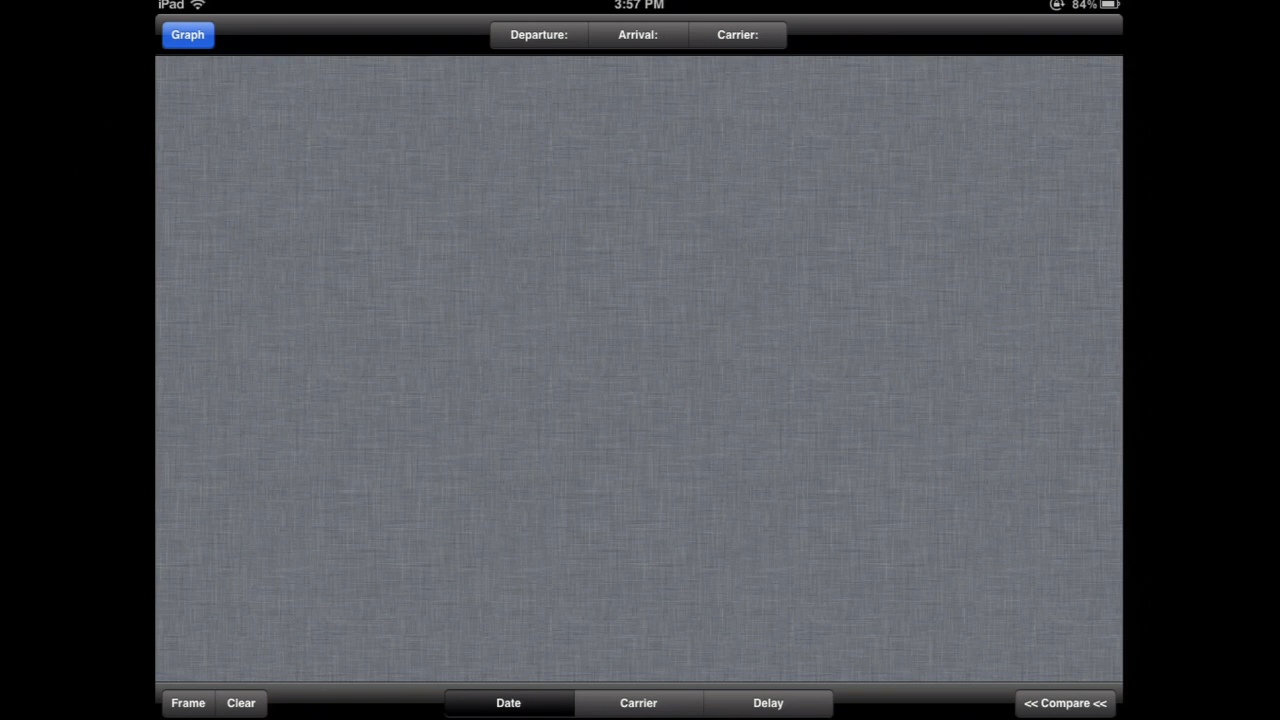 iPad 3:57 PM 84%
Graph Departure: Arrival: Carrier:
Frame Clear Date Carrier Delay << Compare <<